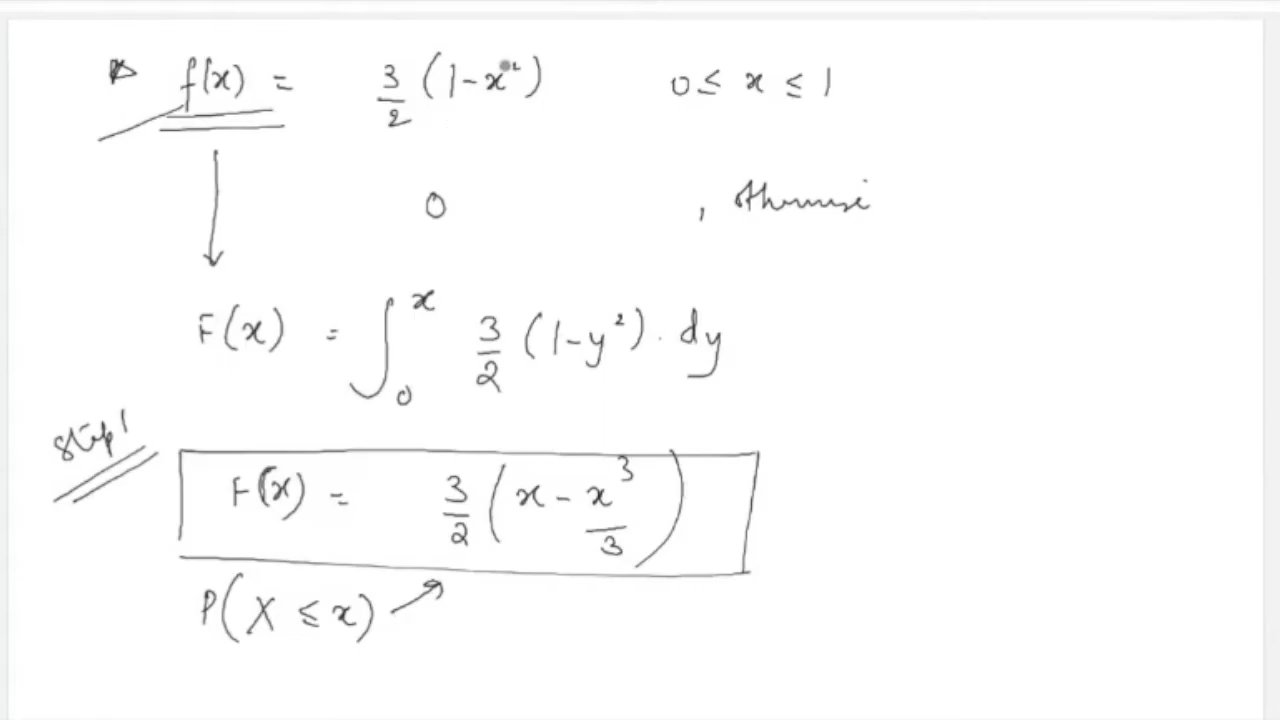 f(x) = 3/2 (1-x²) 0 ≤ x ≤ 1
0 , otherwise
F(x) = ∫₀ˣ 3/2 (1-y²). dy
Step 1
F(x) = 3/2 (x - x³/3)
P(X ≤ x)